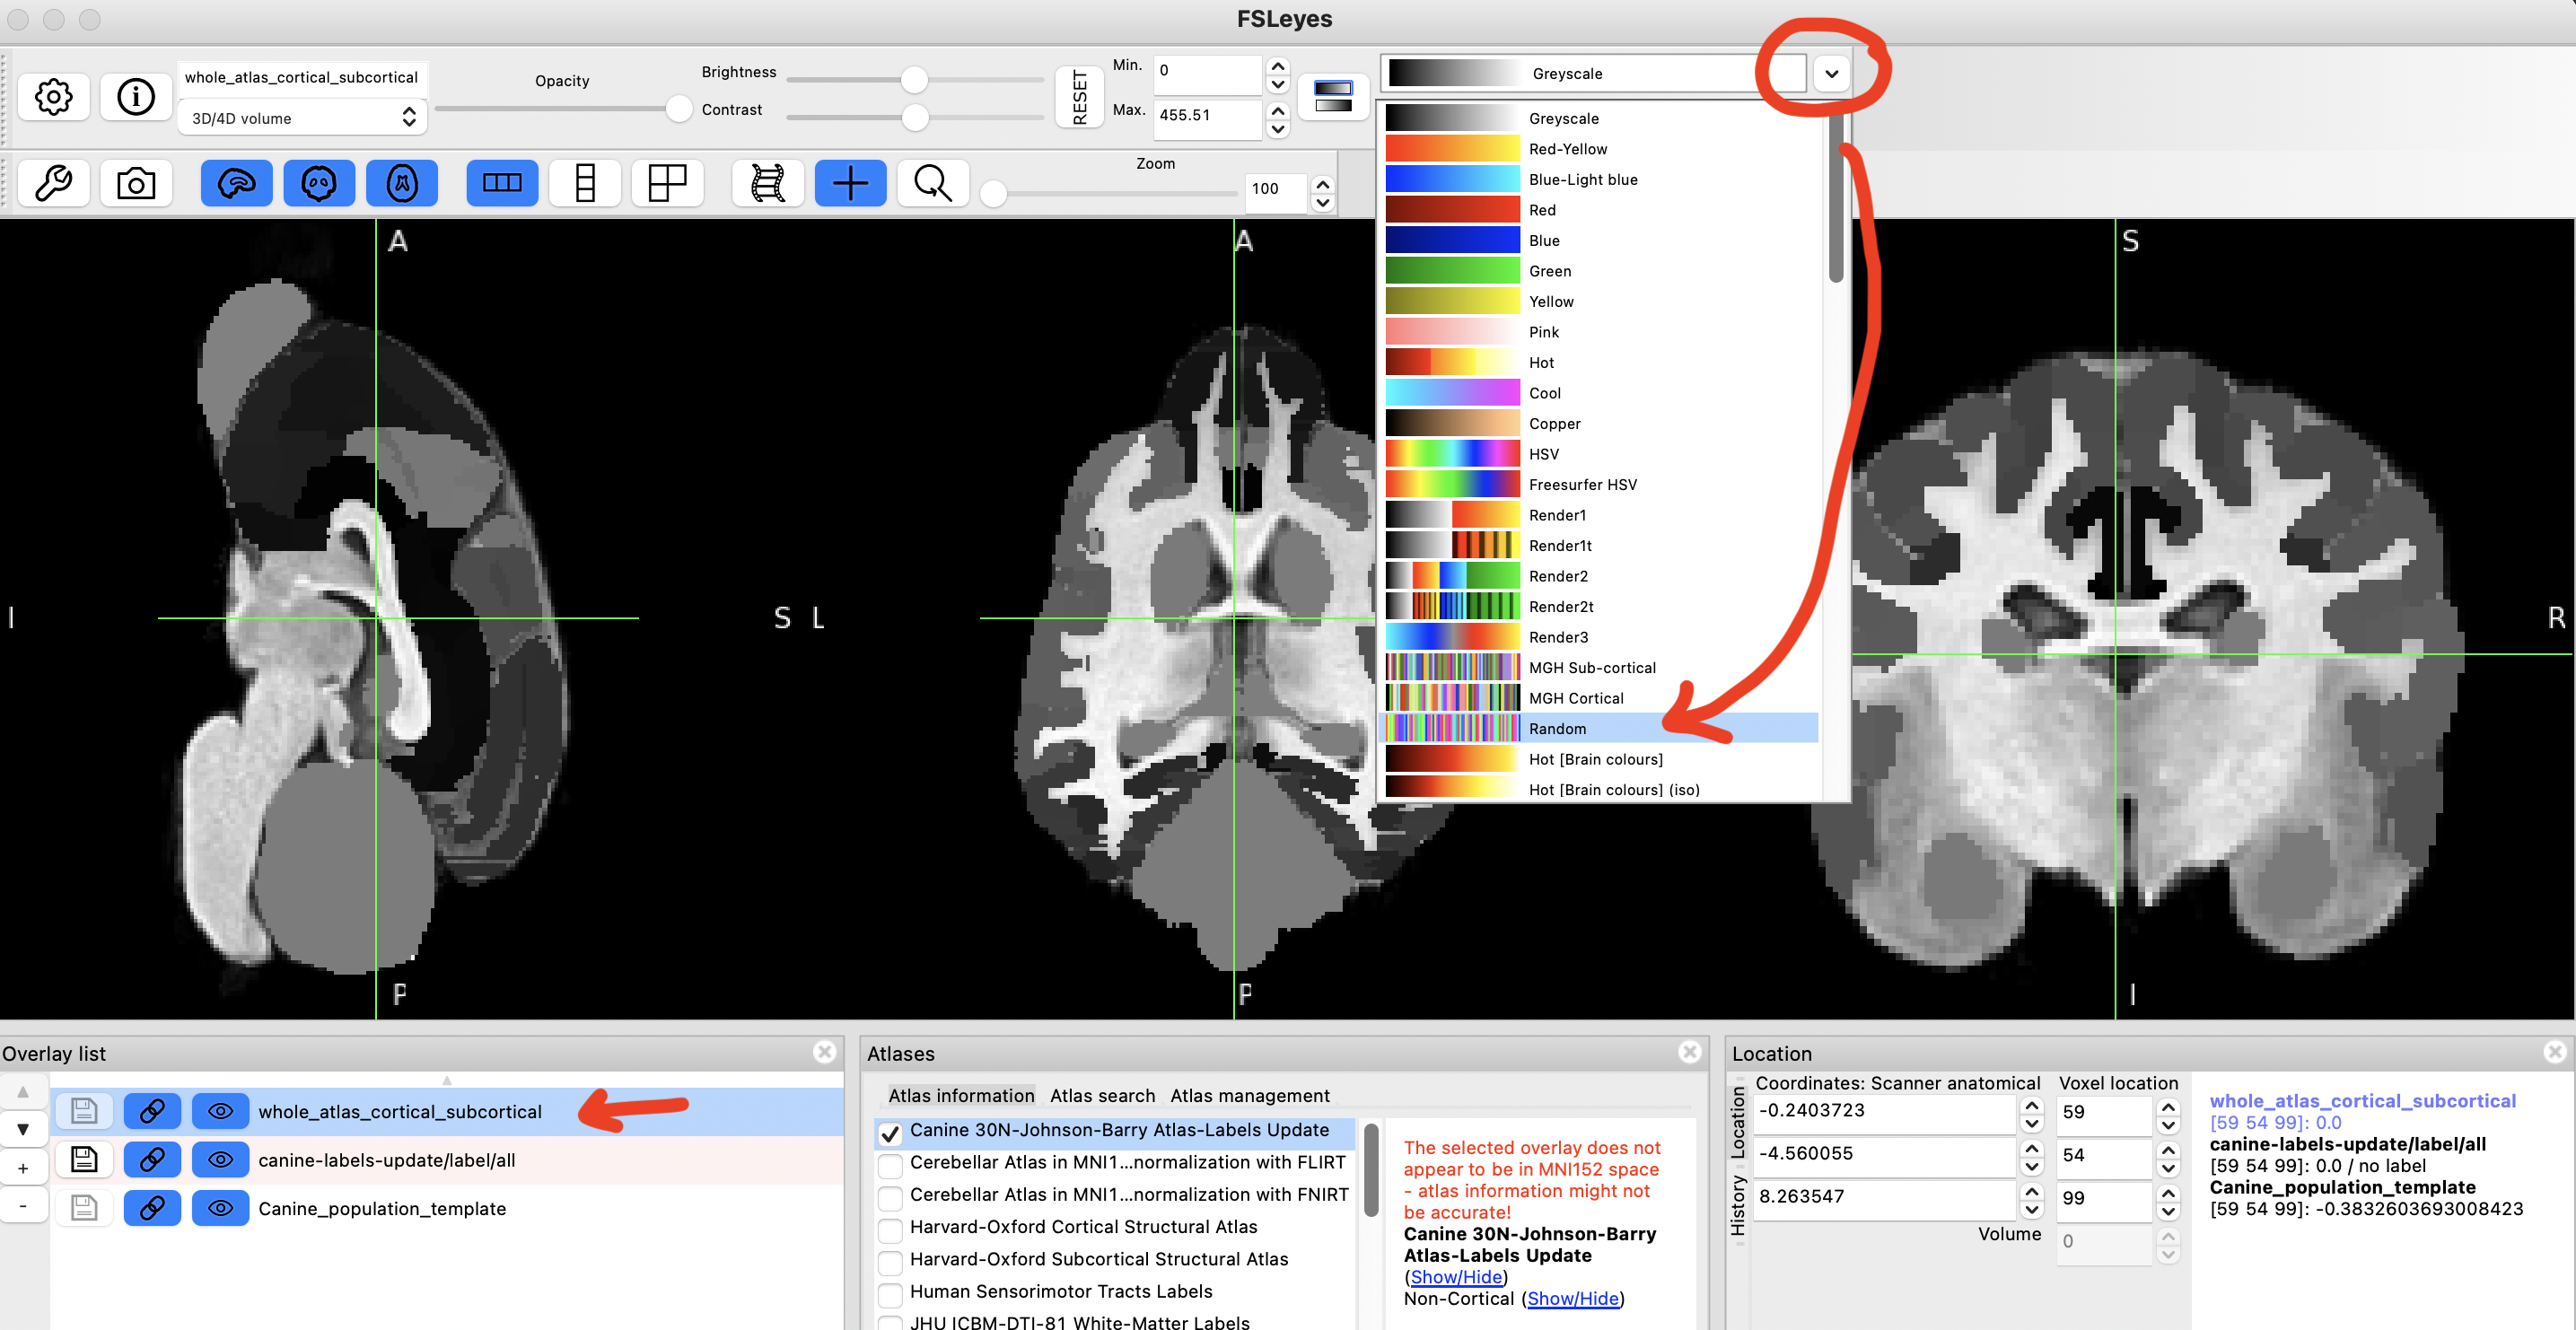 FSLeyes
whole_atlas_cortical_subcortical
3D/4D volume
Opacity
Brightness
Contrast
RESET
Min.
0
Max.
455.51
Greyscale
Zoom
100
Greyscale
Red-Yellow
Blue-Light blue
Red
Blue
Green
Yellow
Pink
Hot
Cool
Copper
HSV
Freesurfer HSV
Render1
Render1t
Render2
Render2t
Render3
MGH Sub-cortical
MGH Cortical
Random
Hot [Brain colours]
Hot [Brain colours] (iso)
A
I
S
P
A
L
P
S
R
I
Overlay list
whole_atlas_cortical_subcortical
canine-labels-update/label/all
Canine_population_template
Atlases
Atlas information Atlas search Atlas management
Canine 30N-Johnson-Barry Atlas-Labels Update
Cerebellar Atlas in MNI1...normalization with FLIRT
Cerebellar Atlas in MNI1...normalization with FNIRT
Harvard-Oxford Cortical Structural Atlas
Harvard-Oxford Subcortical Structural Atlas
Human Sensorimotor Tracts Labels
JHU ICBM-DTI-81 White-Matter Labels
The selected overlay does not
appear to be in MNI152 space
- atlas information might not
be accurate!
Canine 30N-Johnson-Barry
Atlas-Labels Update
(Show/Hide)
Non-Cortical (Show/Hide)
Location
Location
History
Coordinates: Scanner anatomical
-0.2403723
-4.560055
8.263547
Voxel location
59
54
99
Volume
0
whole_atlas_cortical_subcortical
[59 54 99]: 0.0
canine-labels-update/label/all
[59 54 99]: 0.0 / no label
Canine_population_template
[59 54 99]: -0.3832603693008423